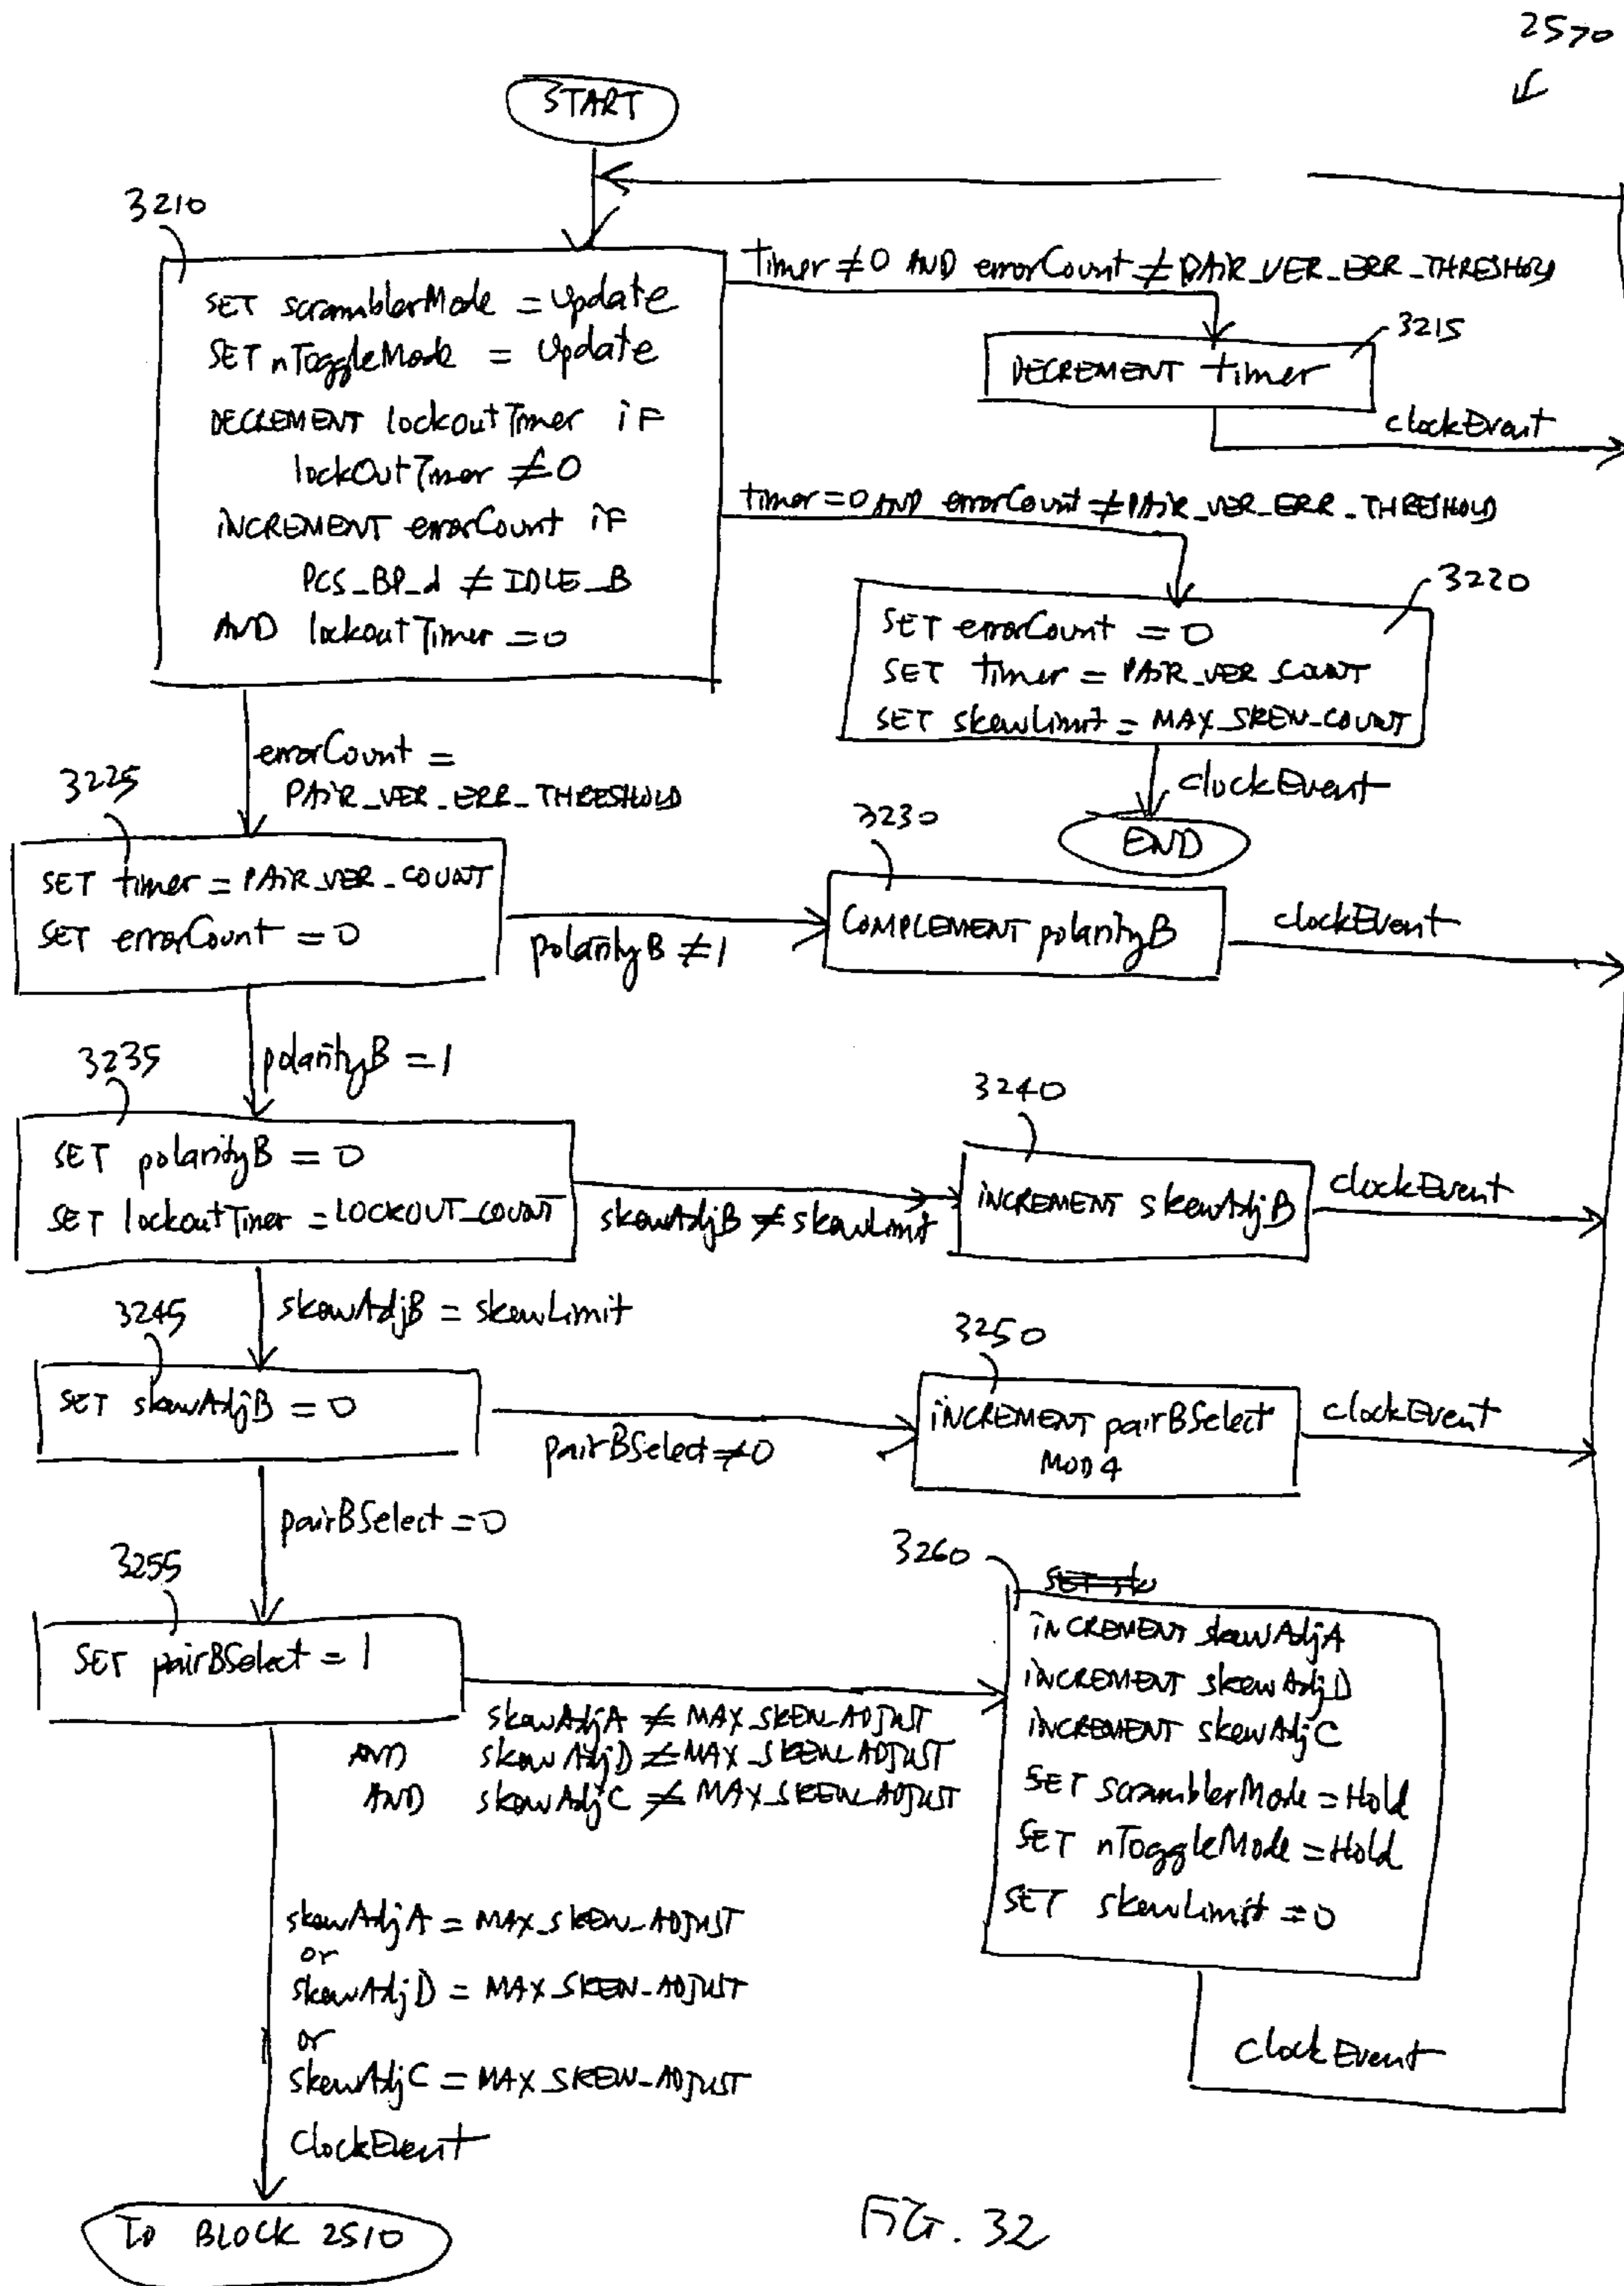 2570
START
3210
SET scramblerMode = Update
SET nToggleMode = Update
DECREMENT lockoutTimer iF
lockOutTimer ≠ 0
INCREMENT errorCount iF
PCS_BP_d ≠ IDLE_B
AND lockoutTimer = 0
timer ≠ 0 AND errorCount ≠ PAIR_VER_ERR_THRESHOLD
3215
DECREMENT timer
clockEvent
timer = 0 AND errorCount ≠ PAIR_VER_ERR_THRESHOLD
3220
SET errorCount = 0
SET timer = PAIR_VER_COUNT
SET skewLimit = MAX_SKEW_COUNT
clockEvent
END
errorCount =
PAIR_VER_ERR_THRESHOLD
3225
SET timer = PAIR_VER_COUNT
SET errorCount = 0
polarityB ≠ 1
3230
COMPLEMENT polarityB
clockEvent
polarityB = 1
3235
SET polarityB = 0
SET lockoutTimer = LOCKOUT_COUNT
skewAdjB ≠ skewLimit
3240
INCREMENT skewAdjB
clockEvent
skewAdjB = skewLimit
3245
SET skewAdjB = 0
pairBSelect ≠ 0
3250
INCREMENT pairBSelect
MOD 4
clockEvent
pairBSelect = 0
3255
SET pairBSelect = 1
skewAdjA ≠ MAX_SKEW_ADJUST
AND skewAdjD ≠ MAX_SKEW_ADJUST
AND skewAdjC ≠ MAX_SKEW_ADJUST
3260
INCREMENT skewAdjA
INCREMENT skewAdjD
INCREMENT skewAdjC
SET scramblerMode = Hold
SET nToggleMode = Hold
SET skewLimit = 0
clockEvent
skewAdjA = MAX_SKEW_ADJUST
or
skewAdjD = MAX_SKEW_ADJUST
or
skewAdjC = MAX_SKEW_ADJUST
ClockEvent
TO BLOCK 2510
FIG. 32